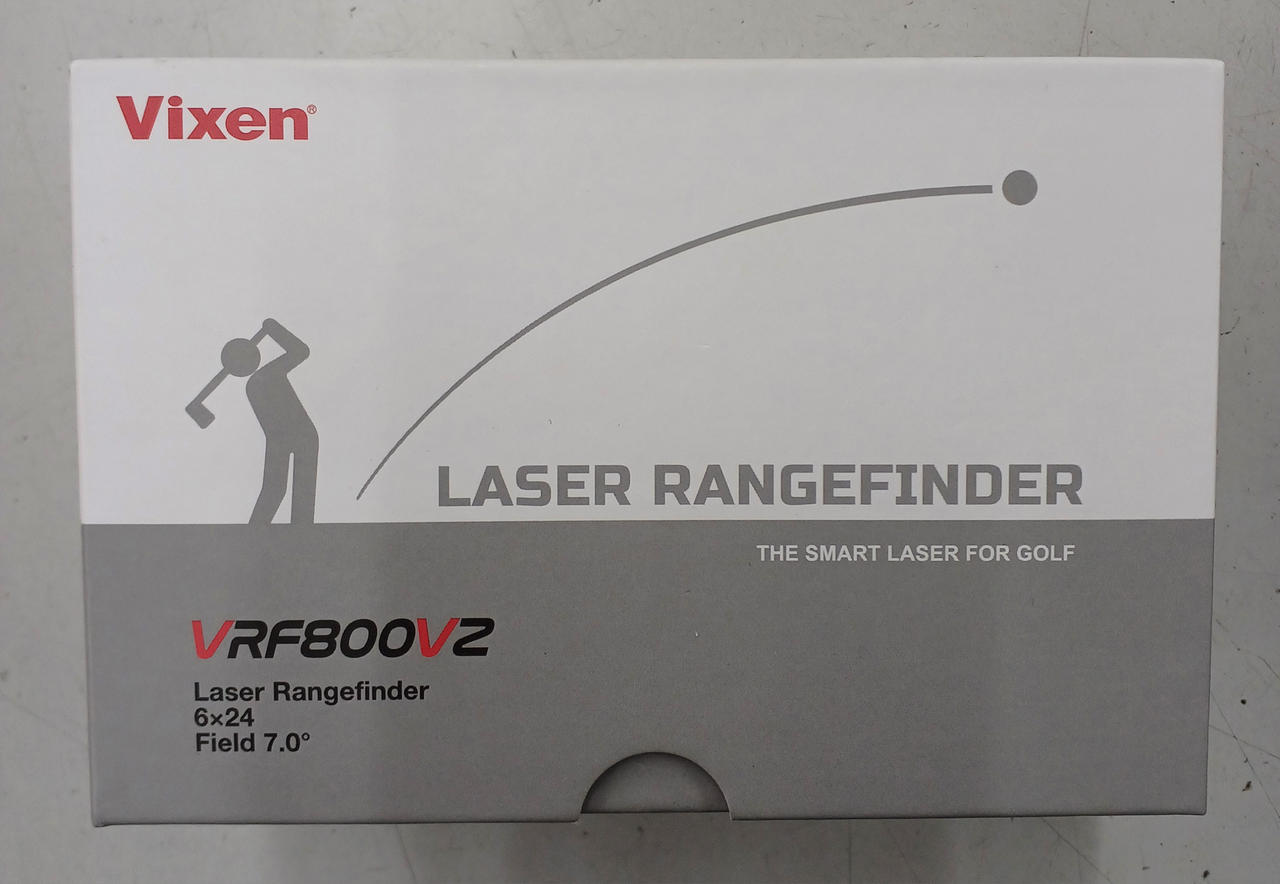 Vixen®
LASER RANGEFINDER
THE SMART LASER FOR GOLF
VRF800VZ
Laser Rangefinder
6×24
Field 7.0°